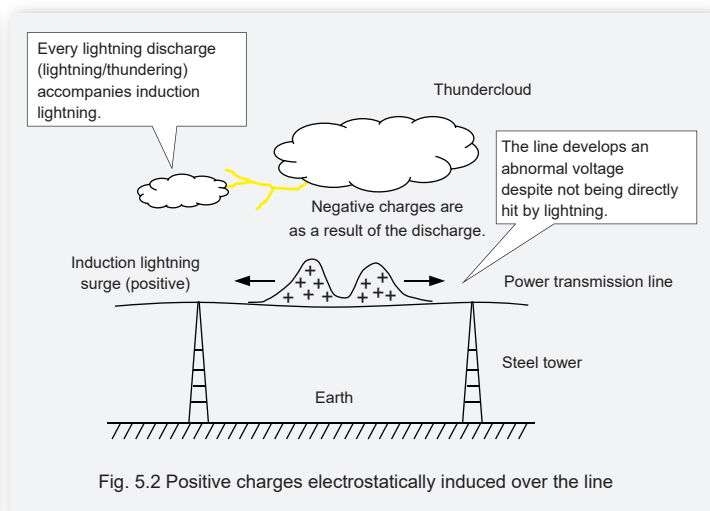 Every lightning discharge
(lightning/thundering)
accompanies induction
lightning.
Thundercloud
The line develops an
abnormal voltage
despite not being directly
hit by lightning.
Negative charges are
as a result of the discharge.
Induction lightning
surge (positive)
Power transmission line
Steel tower
Earth
Fig. 5.2 Positive charges electrostatically induced over the line